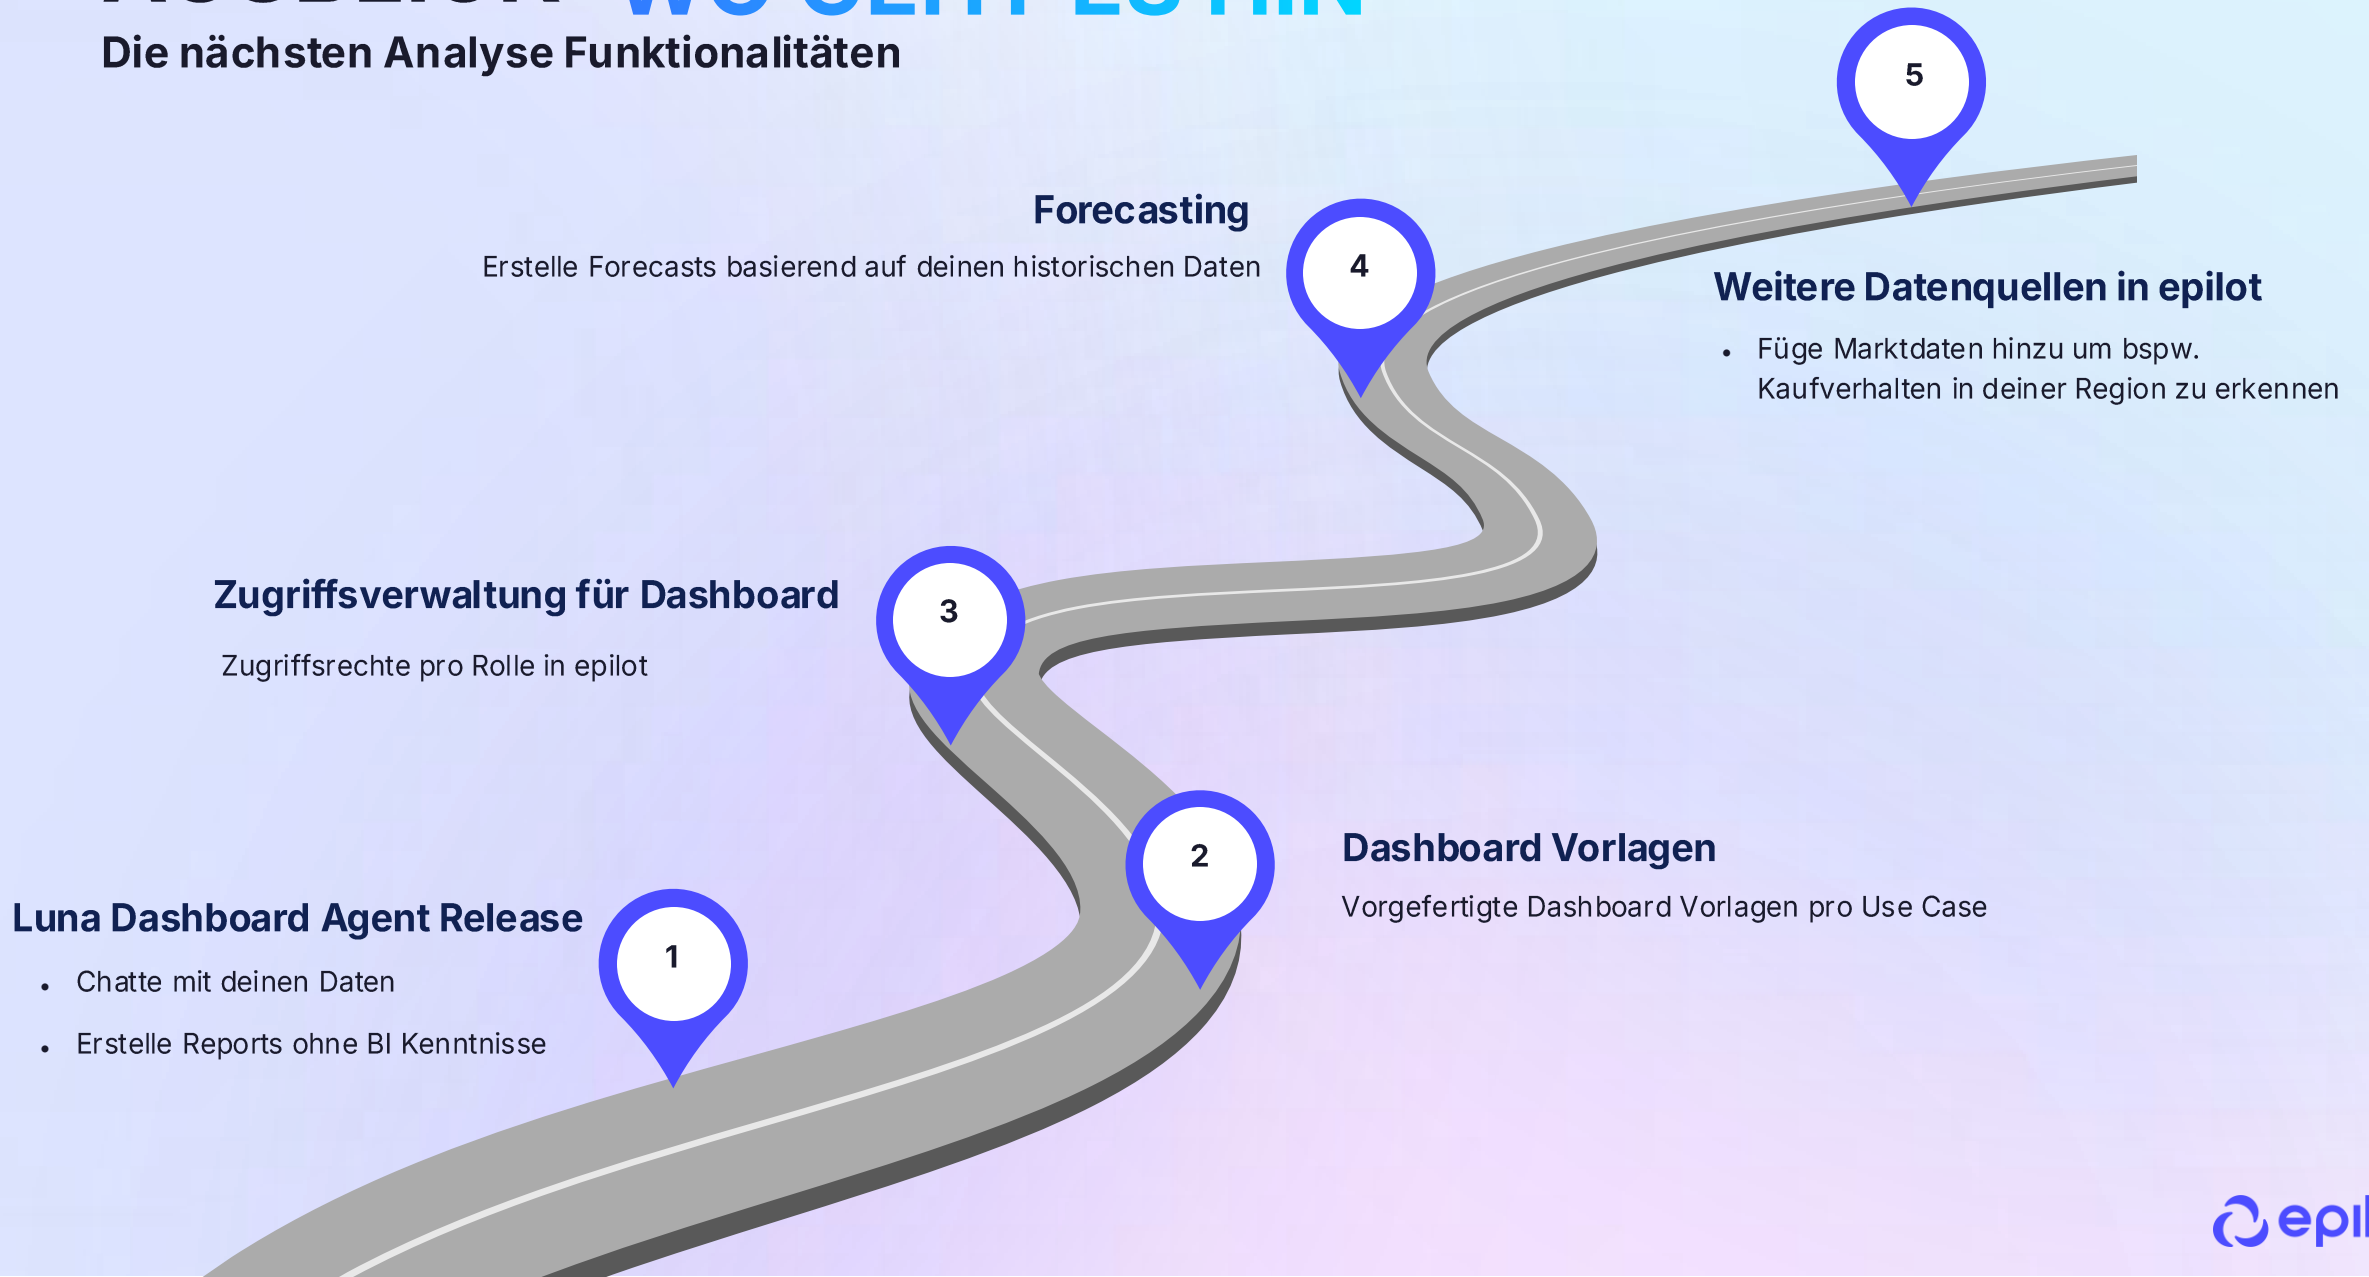 Die nächsten Analyse Funktionalitäten
5
Forecasting
Erstelle Forecasts basierend auf deinen historischen Daten
4
Weitere Datenquellen in epilot
• Füge Marktdaten hinzu um bspw.
Kaufverhalten in deiner Region zu erkennen
Zugriffsverwaltung für Dashboard
Zugriffsrechte pro Rolle in epilot
3
2
Dashboard Vorlagen
Vorgefertigte Dashboard Vorlagen pro Use Case
Luna Dashboard Agent Release
• Chatte mit deinen Daten
• Erstelle Reports ohne BI Kenntnisse
1